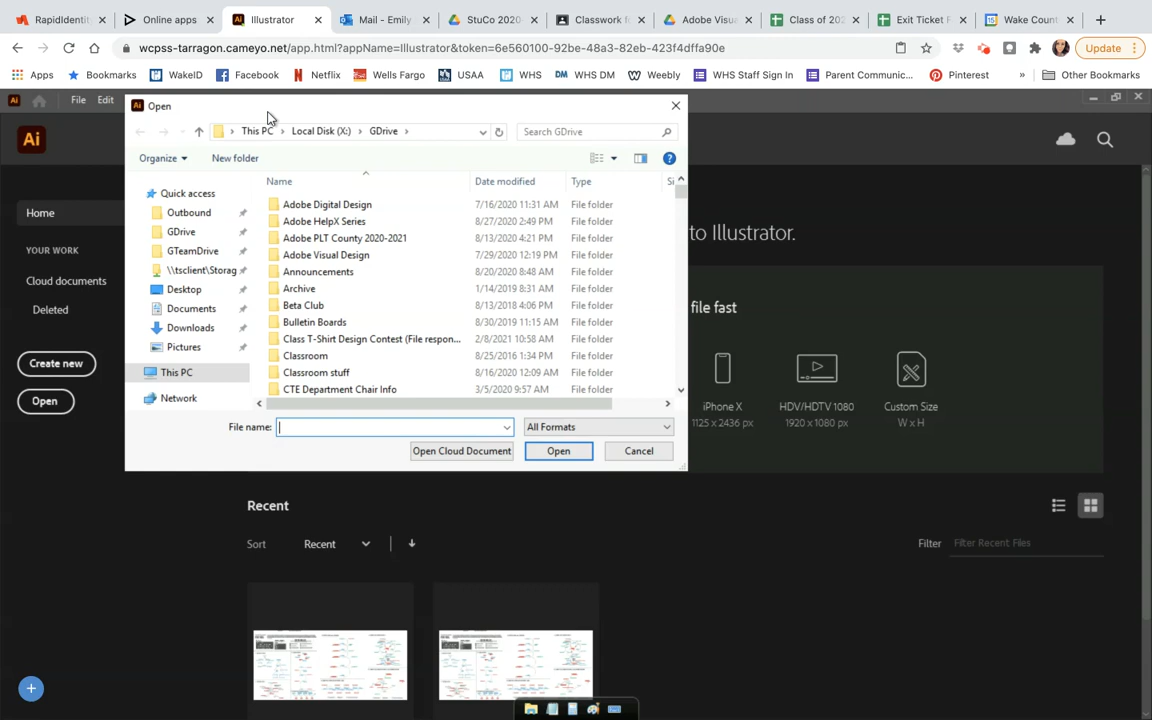 RapidIdentity
Online apps
Illustrator
Mail - Emily
StuCo 2020-
Classwork fo
Adobe Visua
Class of 202
Exit Ticket F
Wake Count
wcpss-tarragon.cameyo.net/app.html?appName=Illustrator&token=6e560100-92be-48a3-82eb-423f4dffa90e
Update
Apps
Bookmarks
WakeID
Facebook
Netflix
Wells Fargo
USAA
WHS
DM WHS DM
Weebly
WHS Staff Sign In
Parent Communic...
Pinterest
»
Other Bookmarks
Ai
File
Edit
Ai
Home
YOUR WORK
Cloud documents
Deleted
Create new
Open
Ai Open
This PC > Local Disk (X:) > GDrive >
Search GDrive
Organize
New folder
Quick access
Outbound
GDrive
GTeamDrive
\\tsclient\Storag
Desktop
Documents
Downloads
Pictures
This PC
Network
Name Date modified Type Si
Adobe Digital Design 7/16/2020 11:31 AM File folder
Adobe HelpX Series 8/27/2020 2:49 PM File folder
Adobe PLT County 2020-2021 8/13/2020 4:21 PM File folder
Adobe Visual Design 7/29/2020 12:19 PM File folder
Announcements 8/20/2020 8:48 AM File folder
Archive 1/14/2019 8:31 AM File folder
Beta Club 8/13/2018 4:06 PM File folder
Bulletin Boards 8/30/2019 11:15 AM File folder
Class T-Shirt Design Contest (File respon... 2/8/2021 10:58 AM File folder
Classroom 8/25/2016 1:34 PM File folder
Classroom stuff 8/16/2020 12:09 AM File folder
CTE Department Chair Info 3/5/2020 9:57 AM File folder
File name:
All Formats
Open Cloud Document
Open
Cancel
to Illustrator.
file fast
iPhone X
1125 x 2436 px
HDV/HDTV 1080
1920 x 1080 px
Custom Size
W x H
Recent
Sort Recent
Filter Filter Recent Files